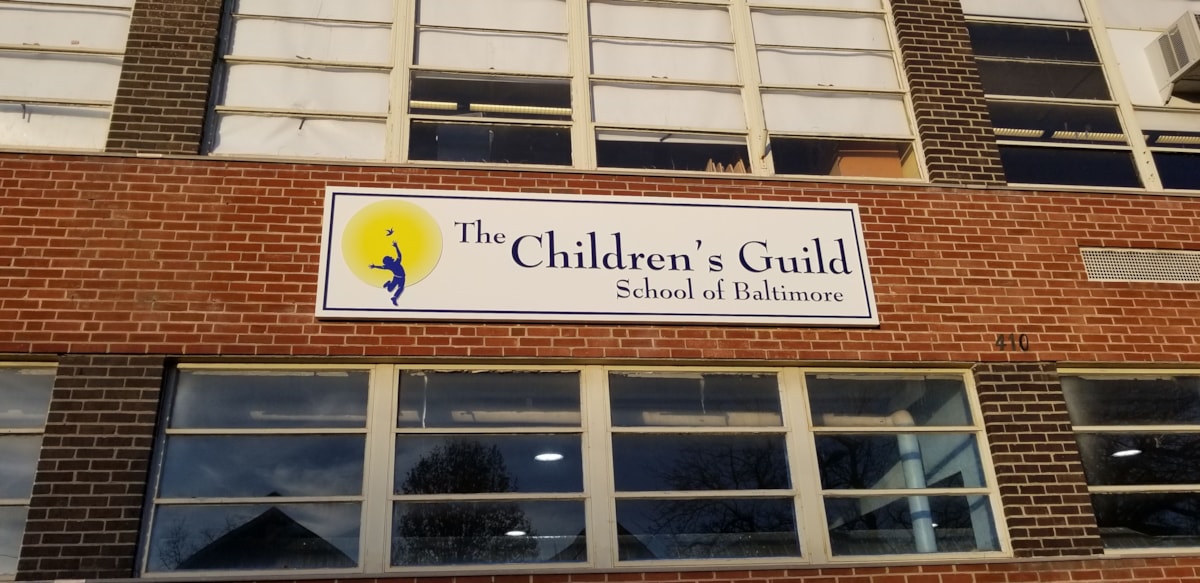 The Children's Guild
School of Baltimore
410